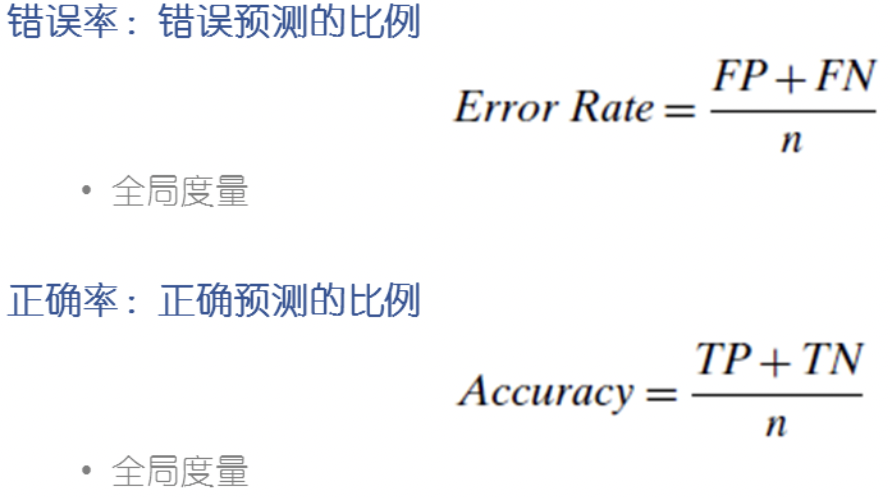 错误率：错误预测的比例
Error Rate = \frac{FP + FN}{n}
• 全局度量
正确率：正确预测的比例
Accuracy = \frac{TP + TN}{n}
• 全局度量